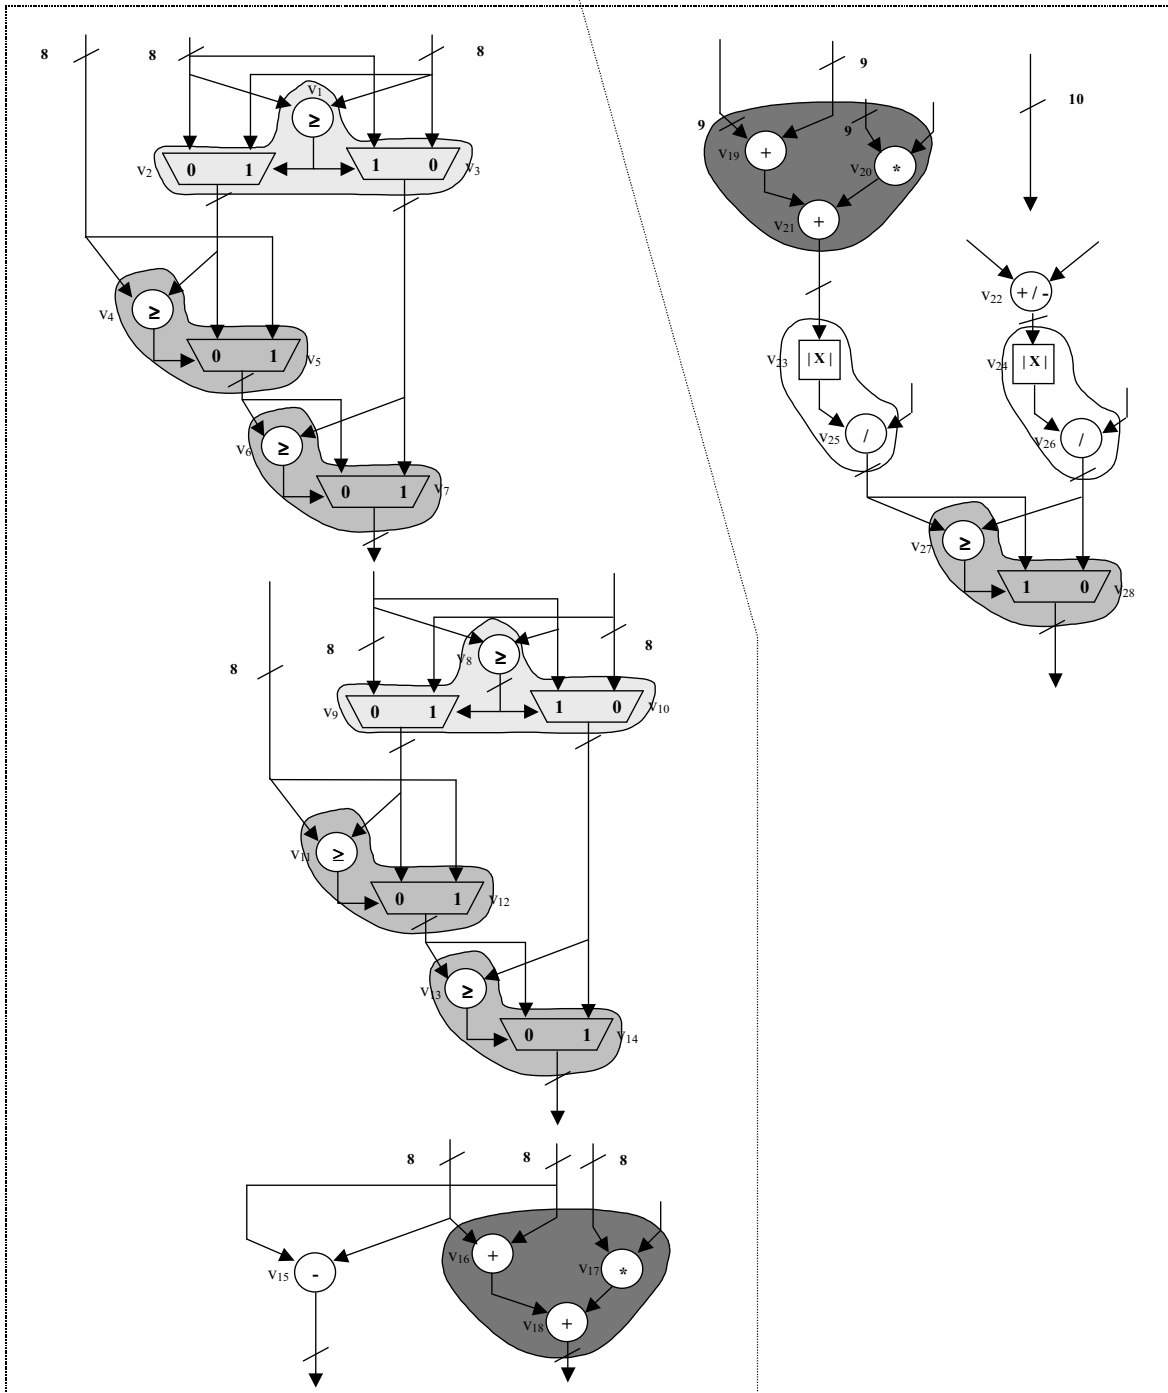 8 8 8
v1
≥
v2 0 1 1 0 v3
v4 ≥
0 1 v5
v6 ≥
0 1 v7
8 8 8
v8 ≥
v9 0 1 1 0 v10
v11 ≥
0 1 v12
v13 ≥
0 1 v14
8 8 8
v15 -
v16 + v17 *
v18 +
9 10
9 9
v19 + v20 *
v21 +
v22 + / -
v23 | X | v24 | X |
v25 / v26 /
v27 ≥
1 0 v28